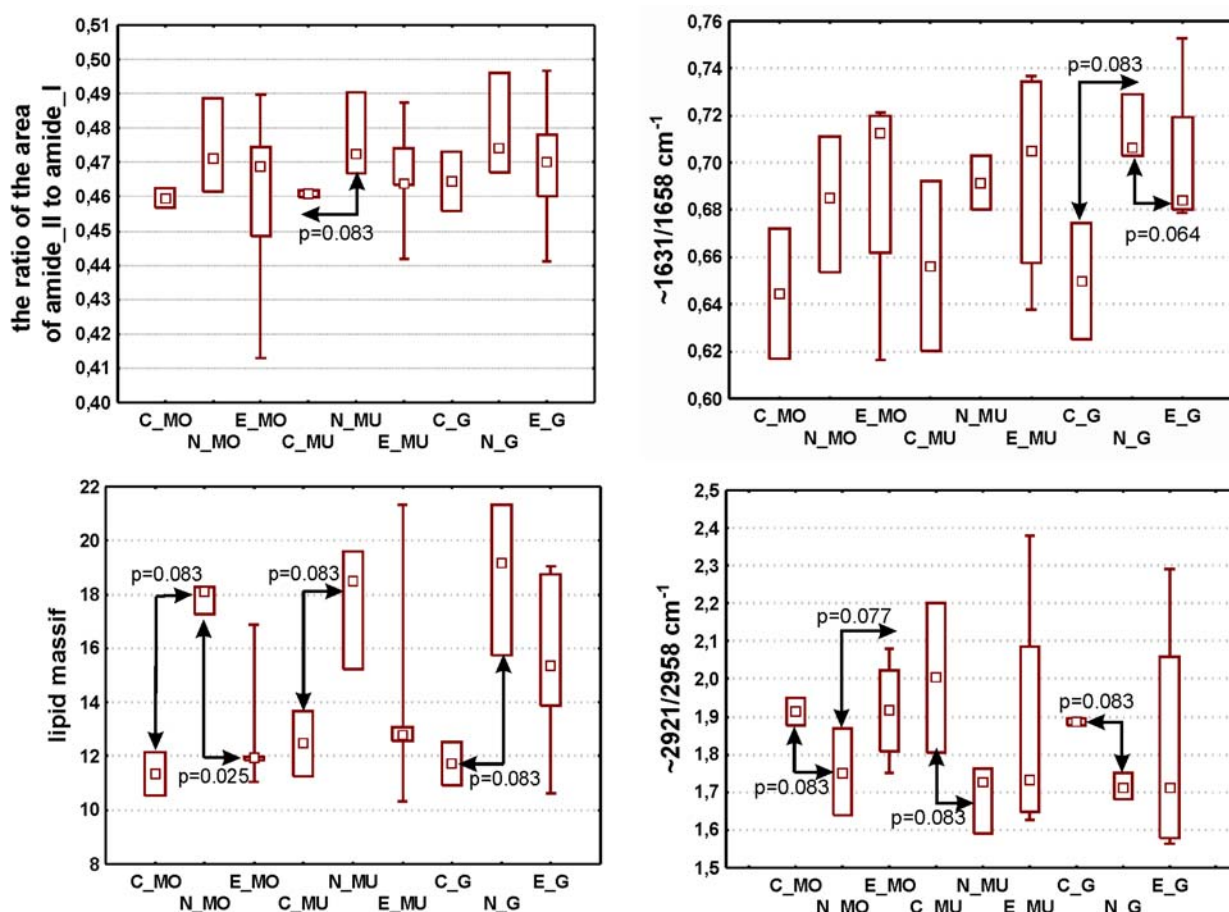 the ratio of the area
of amide_II to amide_I
0,51
0,50
0,49
0,48
0,47
0,46
0,45
0,44
0,43
0,42
0,41
0,40
p=0.083
C_MO
E_MO
N_MU
C_G
E_G
N_MO
C_MU
E_MU
N_G
~1631/1658 cm-1
0,76
0,74
0,72
0,70
0,68
0,66
0,64
0,62
0,60
p=0.083
p=0.064
C_MO
E_MO
N_MU
C_G
E_G
N_MO
C_MU
E_MU
N_G
lipid massif
22
20
18
16
14
12
10
8
p=0.083
p=0.083
p=0.025
p=0.083
C_MO
E_MO
N_MU
C_G
E_G
N_MO
C_MU
E_MU
N_G
~2921/2958 cm-1
2,5
2,4
2,3
2,2
2,1
2,0
1,9
1,8
1,7
1,6
1,5
p=0.077
p=0.083
p=0.083
p=0.083
C_MO
E_MO
N_MU
C_G
E_G
N_MO
C_MU
E_MU
N_G